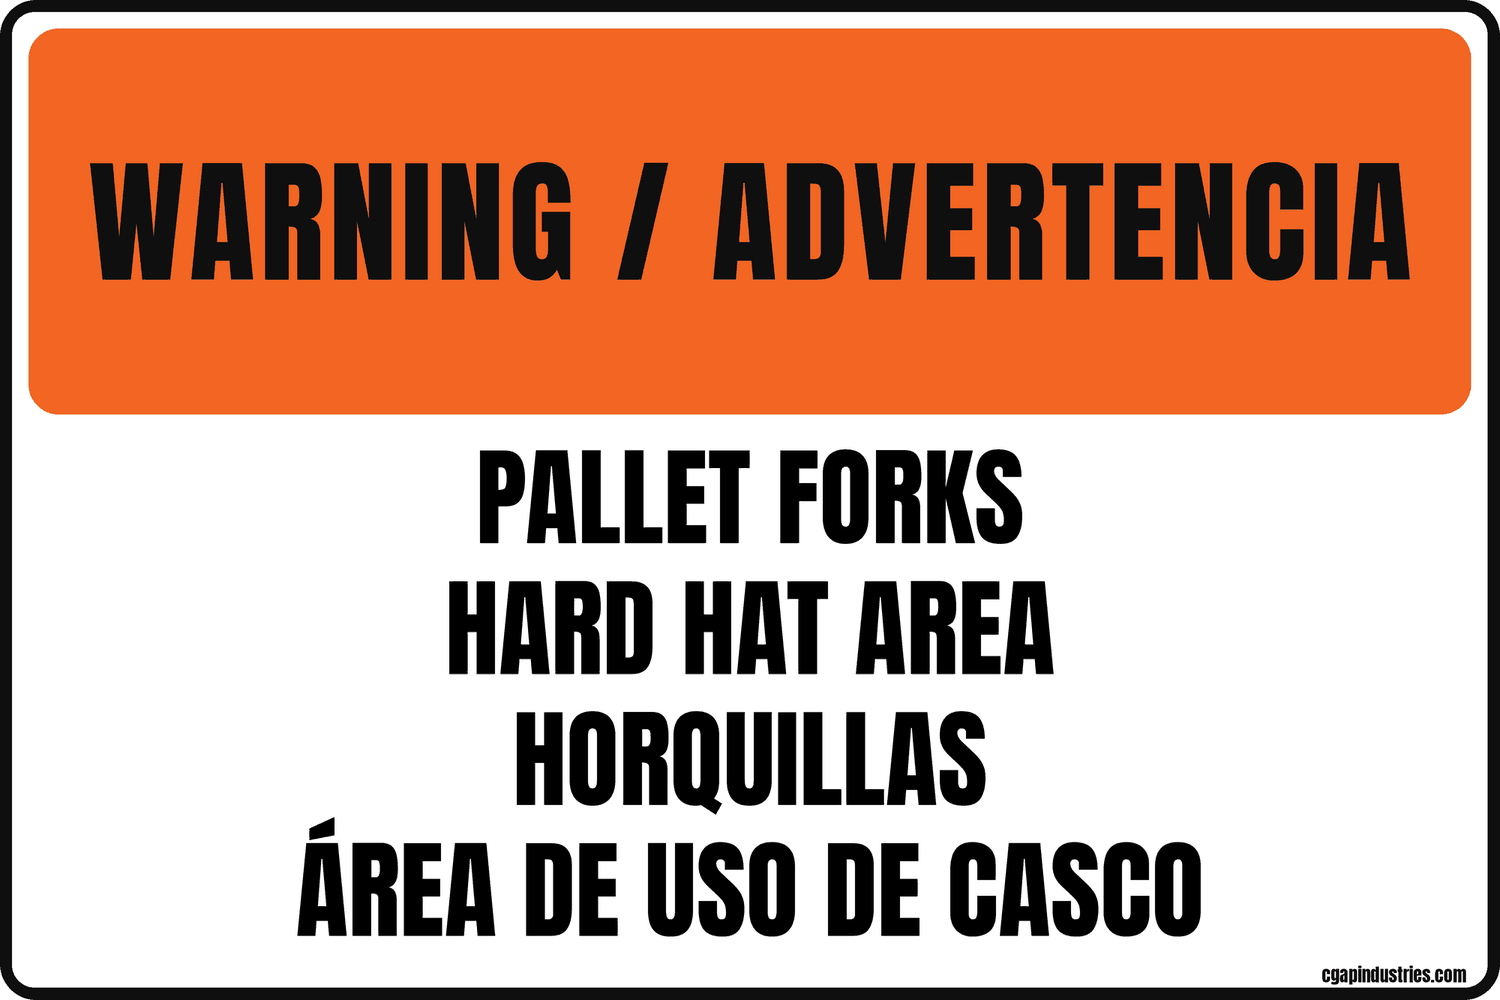 WARNING / ADVERTENCIA
PALLET FORKS
HARD HAT AREA
HORQUILLAS
ÁREA DE USO DE CASCO
cgapindustries.com